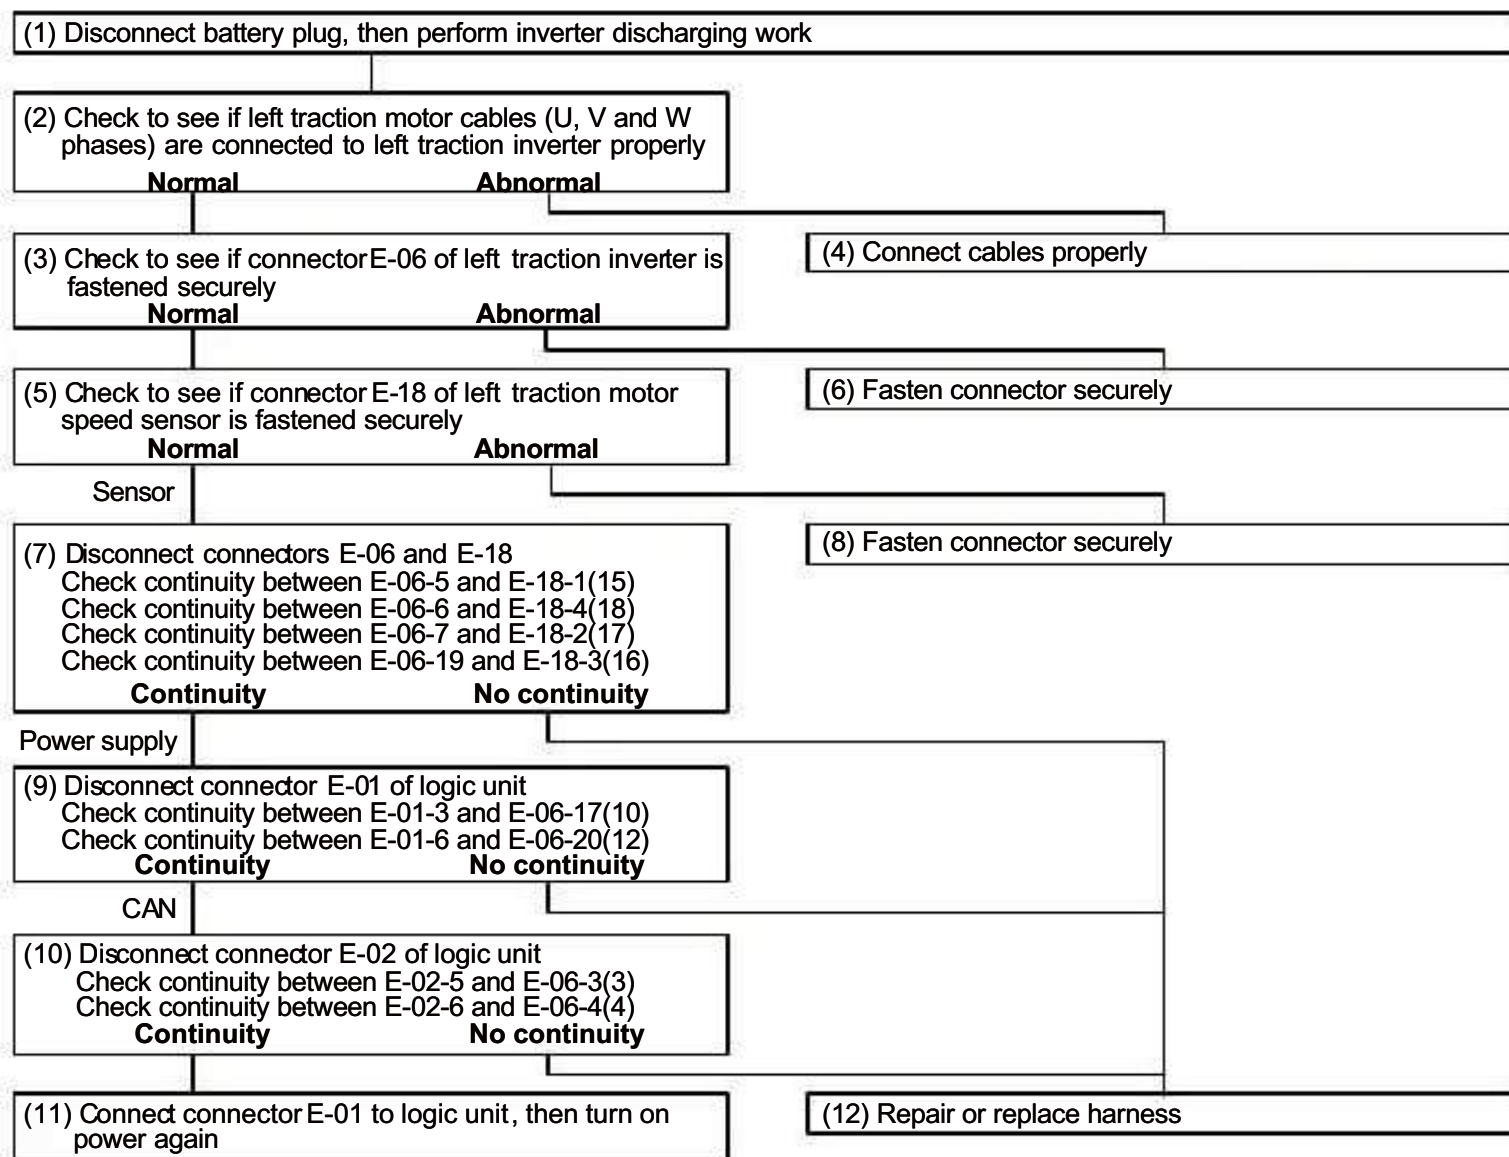 (1) Disconnect battery plug, then perform inverter discharging work
(2) Check to see if left traction motor cables (U, V and W
phases) are connected to left traction inverter properly
Normal Abnormal
(3) Check to see if connector E-06 of left traction inverter is
fastened securely
Normal Abnormal
(4) Connect cables properly
(5) Check to see if connector E-18 of left traction motor
speed sensor is fastened securely
Normal Abnormal
(6) Fasten connector securely
Sensor
(7) Disconnect connectors E-06 and E-18
Check continuity between E-06-5 and E-18-1(15)
Check continuity between E-06-6 and E-18-4(18)
Check continuity between E-06-7 and E-18-2(17)
Check continuity between E-06-19 and E-18-3(16)
Continuity No continuity
(8) Fasten connector securely
Power supply
(9) Disconnect connector E-01 of logic unit
Check continuity between E-01-3 and E-06-17(10)
Check continuity between E-01-6 and E-06-20(12)
Continuity No continuity
CAN
(10) Disconnect connector E-02 of logic unit
Check continuity between E-02-5 and E-06-3(3)
Check continuity between E-02-6 and E-06-4(4)
Continuity No continuity
(11) Connect connector E-01 to logic unit, then turn on
power again
(12) Repair or replace harness